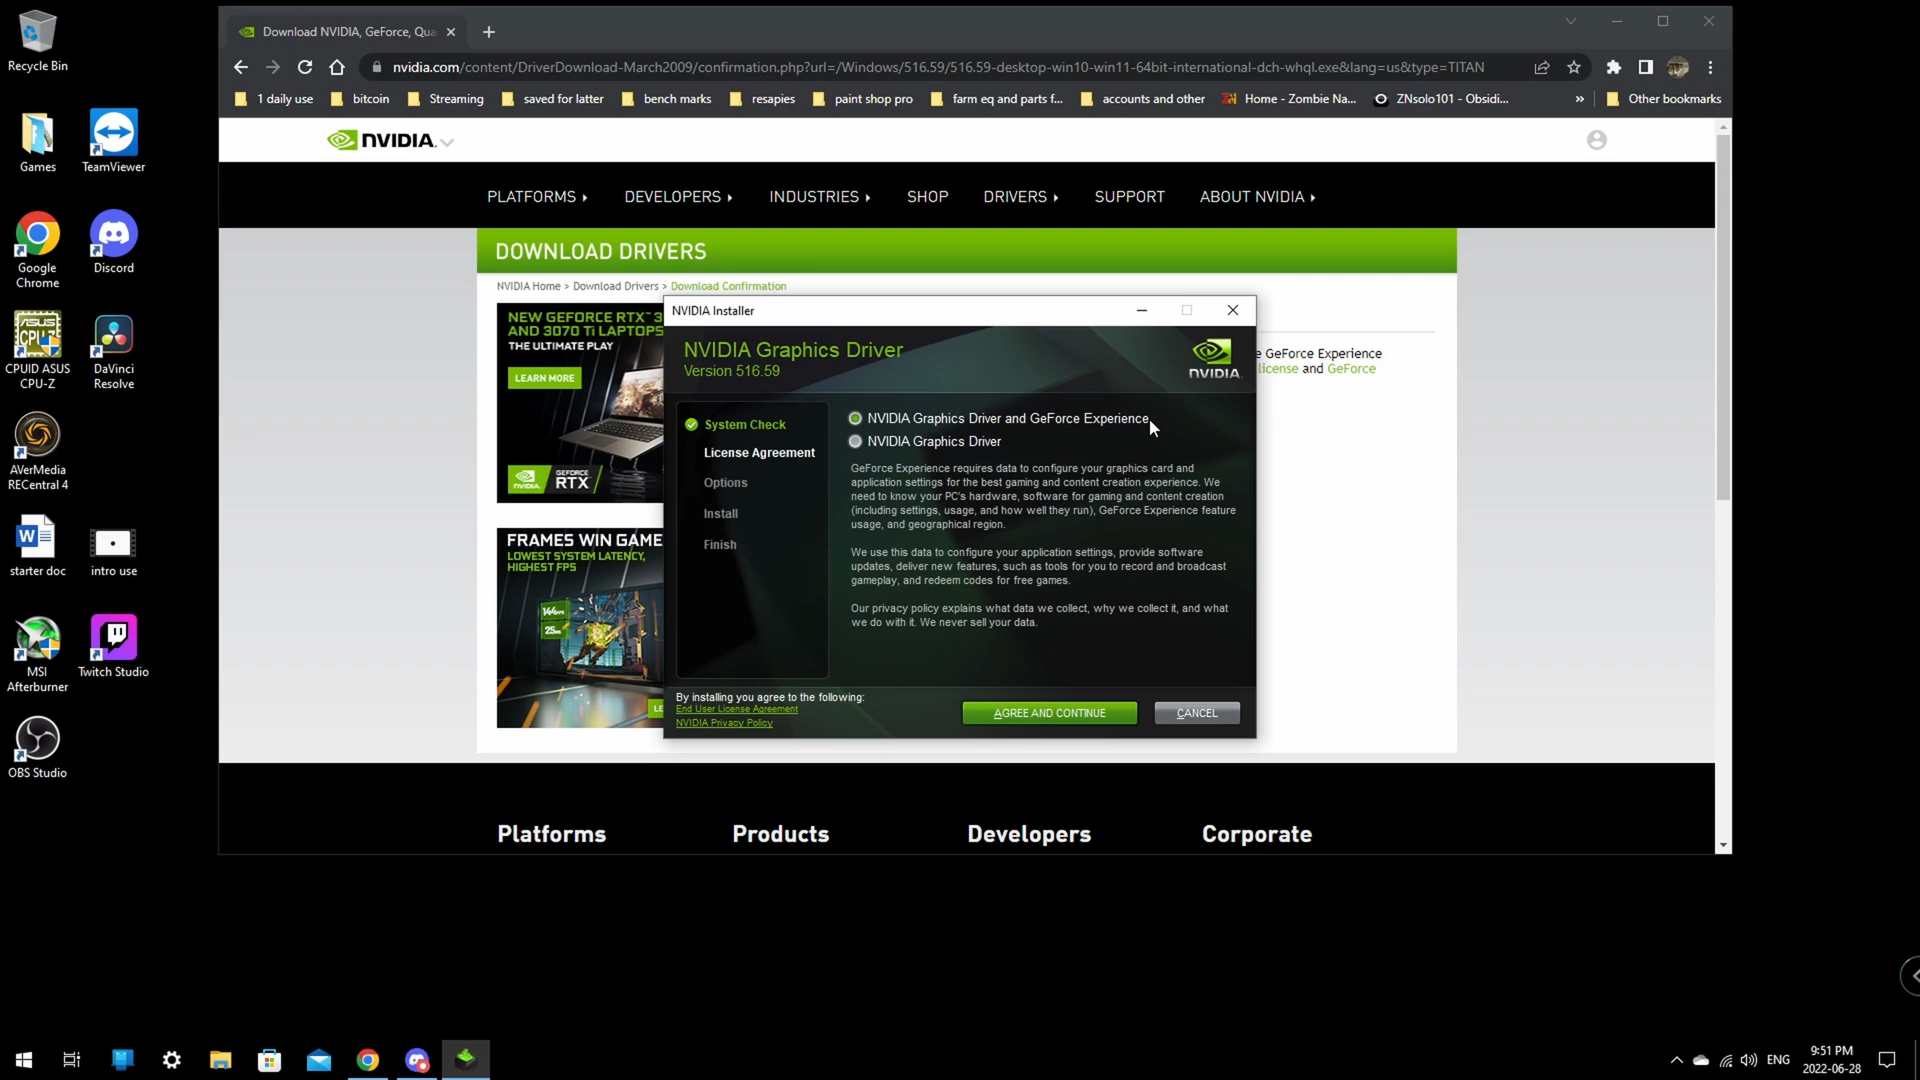 Recycle Bin
Games
TeamViewer
Google
Chrome
Discord
CPUID ASUS
CPU-Z
DaVinci
Resolve
AVerMedia
RECentral 4
starter doc
intro use
MSI
Afterburner
Twitch Studio
OBS Studio
Download NVIDIA, GeForce, Qua
nvidia.com/content/DriverDownload-March2009/confirmation.php?url=/Windows/516.59/516.59-desktop-win10-win11-64bit-international-dch-whql.exe&lang=us&type=TITAN
1 daily use
bitcoin
Streaming
saved for latter
bench marks
resapies
paint shop pro
farm eq and parts f...
accounts and other
Home - Zombie Na...
ZNsolo101 - Obsidi...
»
Other bookmarks
NVIDIA.
PLATFORMS
DEVELOPERS
INDUSTRIES
SHOP
DRIVERS
SUPPORT
ABOUT NVIDIA
DOWNLOAD DRIVERS
NVIDIA Home > Download Drivers > Download Confirmation
NEW GEFORCE RTX™ 3
AND 3070 Ti LAPTOPS
THE ULTIMATE PLAY
LEARN MORE
NVIDIA.
GEFORCE
RTX
FRAMES WIN GAME
LOWEST SYSTEM LATENCY,
HIGHEST FPS
144FPS
25ms
LE
e GeForce Experience
license and GeForce
NVIDIA Installer
NVIDIA Graphics Driver
Version 516.59
NVIDIA.
System Check
License Agreement
Options
Install
Finish
NVIDIA Graphics Driver and GeForce Experience
NVIDIA Graphics Driver
GeForce Experience requires data to configure your graphics card and
application settings for the best gaming and content creation experience. We
need to know your PC's hardware, software for gaming and content creation
(including settings, usage, and how well they run), GeForce Experience feature
usage, and geographical region.
We use this data to configure your application settings, provide software
updates, deliver new features, such as tools for you to record and broadcast
gameplay, and redeem codes for free games.
Our privacy policy explains what data we collect, why we collect it, and what
we do with it. We never sell your data.
By installing you agree to the following:
End User License Agreement
NVIDIA Privacy Policy
AGREE AND CONTINUE
CANCEL
Platforms
Products
Developers
Corporate
ENG
9:51 PM
2022-06-28